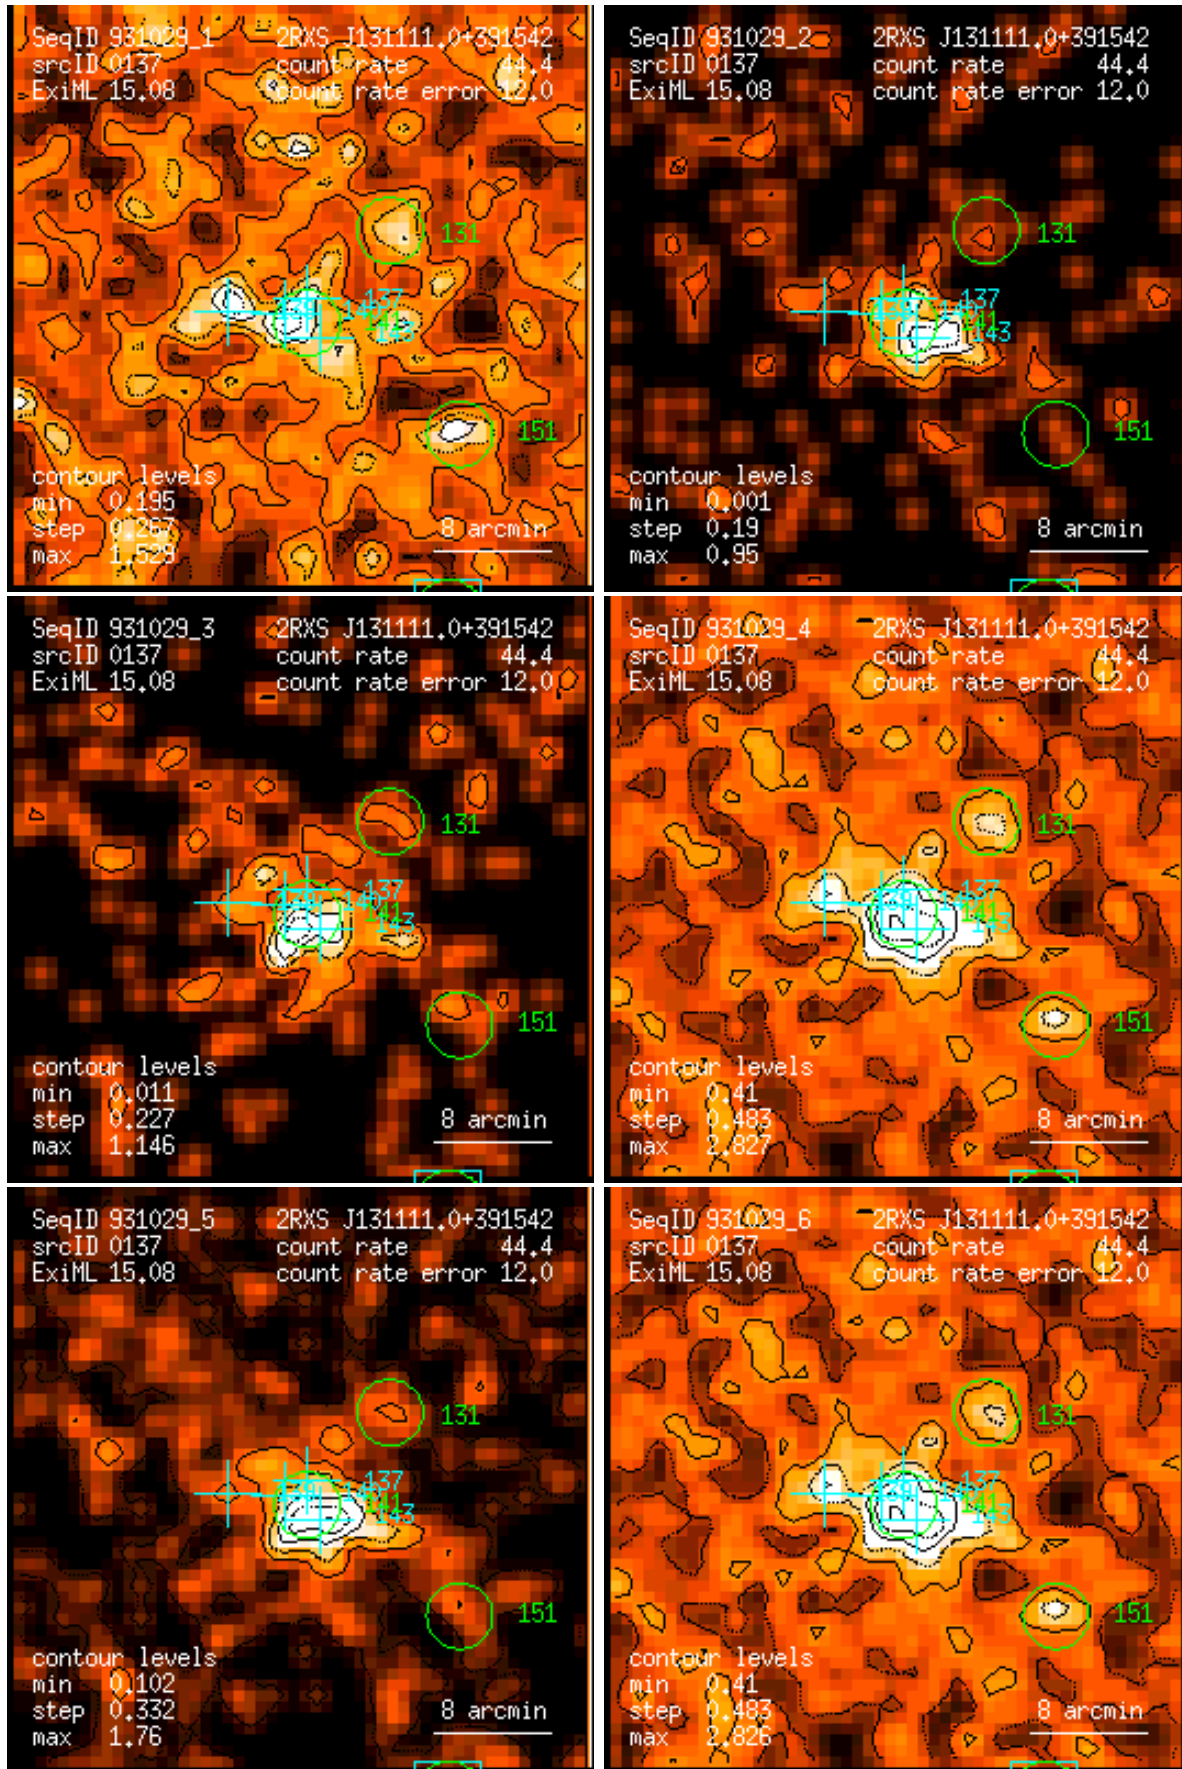 SeqID 931029_1 2RXS J131111.0+391542
srcID 0137 count rate 44.4
ExiML 15.08 count rate error 12.0
131
137
141
143
151
contour levels
min 0.195
step 0.267
max 1.529
8 arcmin
SeqID 931029_2 2RXS J131111.0+391542
srcID 0137 count rate 44.4
ExiML 15.08 count rate error 12.0
131
137
141
143
151
contour levels
min 0.001
step 0.19
max 0.95
8 arcmin
SeqID 931029_3 2RXS J131111.0+391542
srcID 0137 count rate 44.4
ExiML 15.08 count rate error 12.0
131
137
141
143
151
contour levels
min 0.011
step 0.227
max 1.146
8 arcmin
SeqID 931029_4 2RXS J131111.0+391542
srcID 0137 count rate 44.4
ExiML 15.08 count rate error 12.0
131
137
139
141
143
151
contour levels
min 0.41
step 0.483
max 2.827
8 arcmin
SeqID 931029_5 2RXS J131111.0+391542
srcID 0137 count rate 44.4
ExiML 15.08 count rate error 12.0
131
137
141
143
151
contour levels
min 0.102
step 0.332
max 1.76
8 arcmin
SeqID 931029_6 2RXS J131111.0+391542
srcID 0137 count rate 44.4
ExiML 15.08 count rate error 12.0
131
137
139
141
143
151
contour levels
min 0.41
step 0.483
max 2.826
8 arcmin